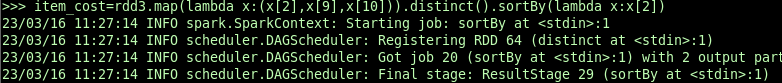 >>> item_cost=rdd3.map(lambda x:(x[2],x[9],x[10])).distinct().sortBy(lambda x:x[2])
23/03/16 11:27:14 INFO spark.SparkContext: Starting job: sortBy at <stdin>:1
23/03/16 11:27:14 INFO scheduler.DAGScheduler: Registering RDD 64 (distinct at <stdin>:1)
23/03/16 11:27:14 INFO scheduler.DAGScheduler: Got job 20 (sortBy at <stdin>:1) with 2 output part
23/03/16 11:27:14 INFO scheduler.DAGScheduler: Final stage: ResultStage 29 (sortBy at <stdin>:1)